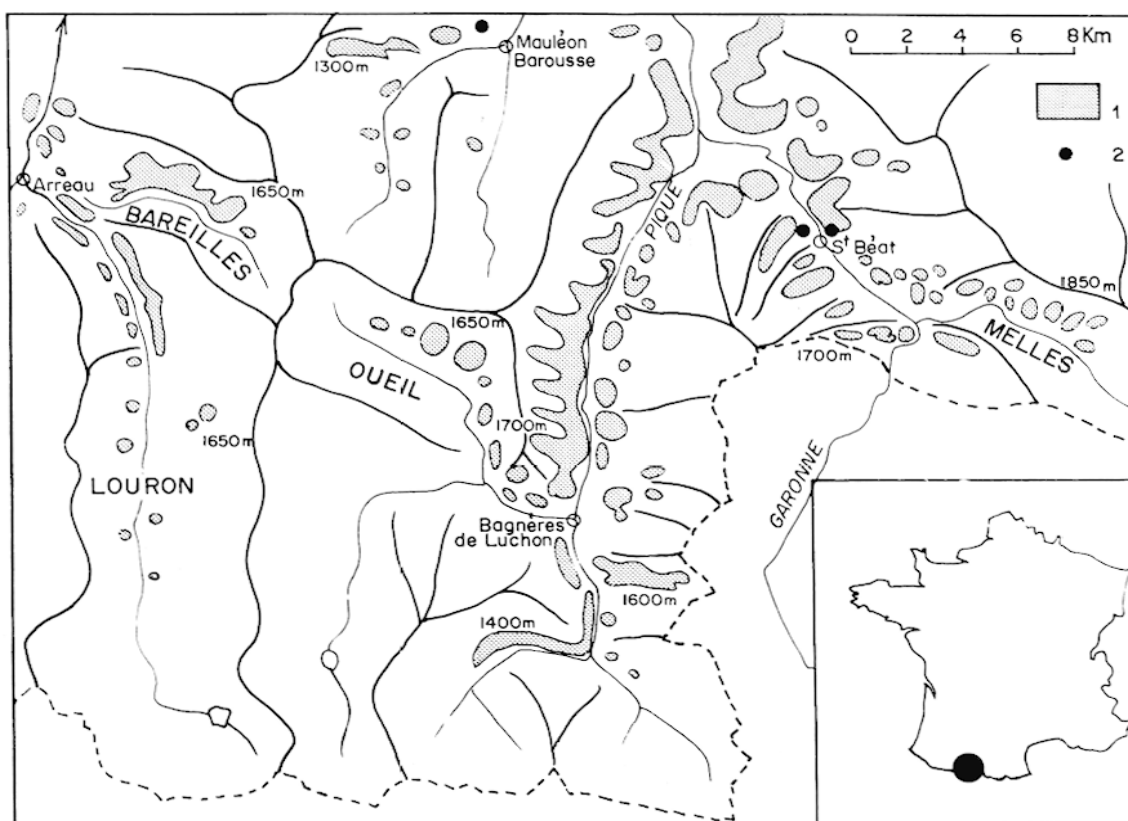 0 2 4 6 8 Km
1
2
Mauléon
Barousse
1300m
Arreau
1650m
BAREILLES
PIQUE
St Béat
1850m
MELLES
1700m
1650m
OUEIL
1700m
1650m
LOURON
GARONNE
Bagnères
de Luchon
1600m
1400m